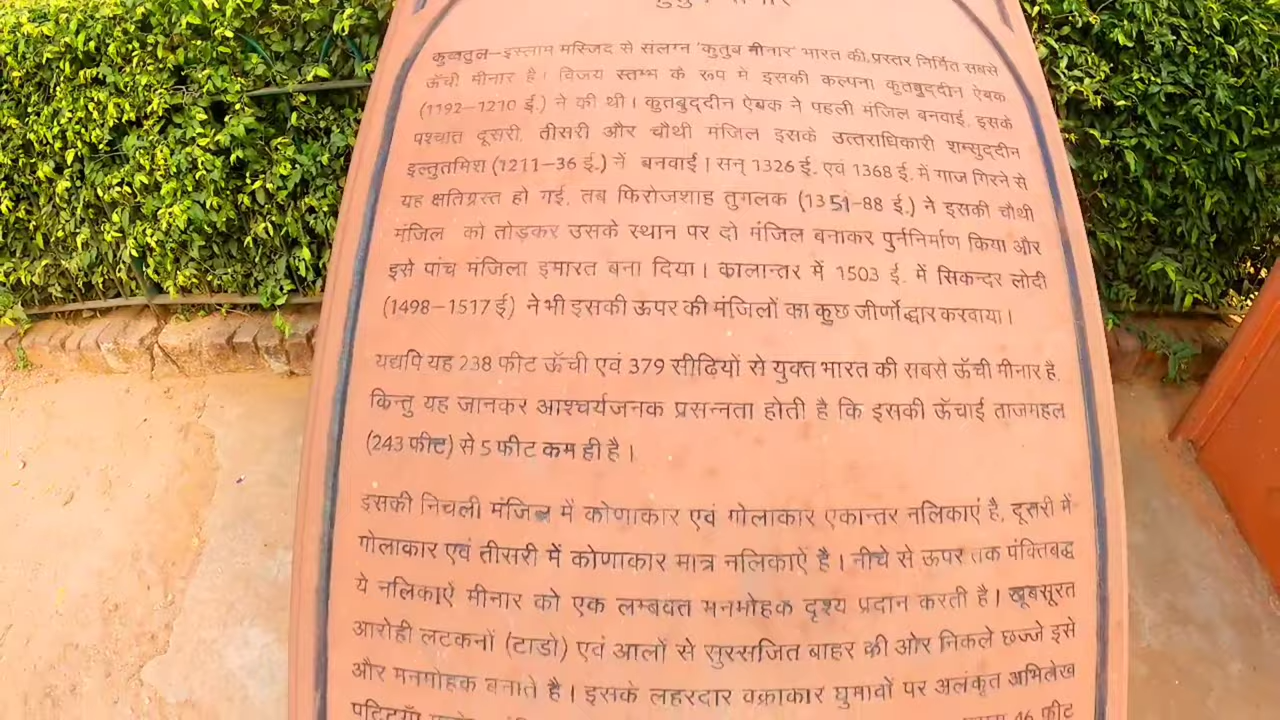 कुव्वतुल–इस्लाम मस्जिद से संलग्न 'कुतुब मीनार' भारत की प्रस्तर निर्मित सबसे
ऊँची मीनार है। विजय स्तम्भ के रूप में इसकी कल्पना कुतबुद्दीन ऐबक
(1192–1210 ई.) ने की थी। कुतबुद्दीन ऐबक ने पहली मंजिल बनवाई, इसके
पश्चात दूसरी, तीसरी और चौथी मंजिल इसके उत्तराधिकारी शम्सुद्दीन
इल्तुतमिश (1211–36 ई.) नें बनवाई। सन् 1326 ई. एवं 1368 ई. में गाज गिरने से
यह क्षतिग्रस्त हो गई, तब फिरोजशाह तुगलक (1351–88 ई.) ने इसकी चौथी
मंजिल को तोड़कर उसके स्थान पर दो मंजिल बनाकर पुर्ननिर्माण किया और
इसे पांच मंजिला इमारत बना दिया। कालान्तर में 1503 ई. में सिकन्दर लोदी
(1498–1517 ई) ने भी इसकी ऊपर की मंजिलों का कुछ जीर्णोद्धार करवाया।
यद्यपि यह 238 फीट ऊँची एवं 379 सीढ़ियों से युक्त भारत की सबसे ऊँची मीनार है,
किन्तु यह जानकर आश्चर्यजनक प्रसन्नता होती है कि इसकी ऊँचाई ताजमहल
(243 फीट) से 5 फीट कम ही है।
इसकी निचली मंजिल में कोणाकार एवं गोलाकार एकान्तर नलिकाएं है, दूसरी में
गोलाकार एवं तीसरी में कोणाकार मात्र नलिकाऐं है। नीचे से ऊपर तक पंक्तिबद्ध
ये नलिकाऐं मीनार को एक लम्बवत मनमोहक दृश्य प्रदान करती है। खूबसूरत
आरोही लटकनों (टाडो) एवं आलों से सुरसजित बाहर की ओर निकले छज्जे इसे
और मनमोहक बनाते है। इसके लहरदार वक्राकार घुमावों पर अलंकृत अभिलेख
46 फीट